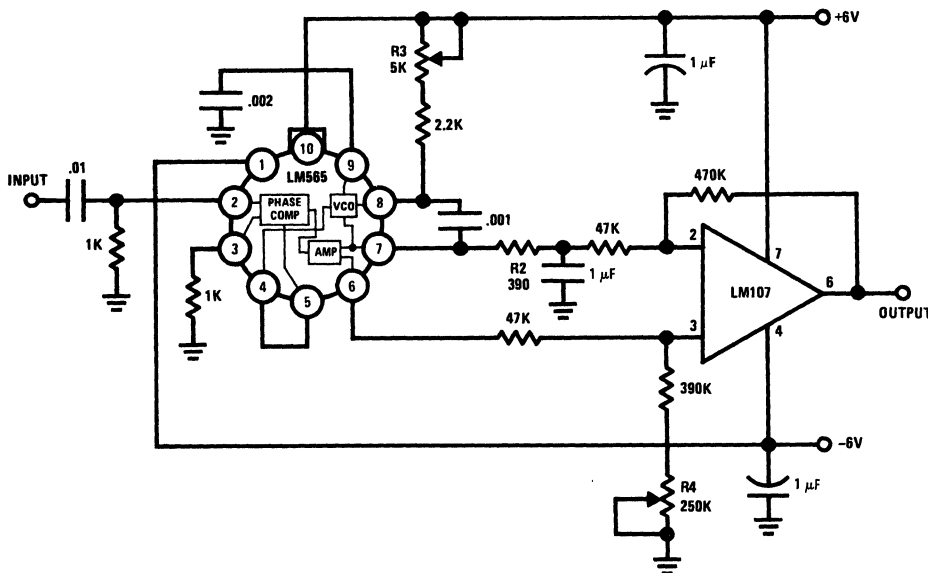 +6V
R3
5K
1 μF
.002
2.2K
10
1
9
LM565
.01
INPUT
470K
2
PHASE
COMP
VCO
8
.001
1K
3
AMP
7
47K
2
R2
390
1 μF
7
4
6
5
LM107
6
1K
OUTPUT
47K
3
4
390K
–6V
R4
250K
1 μF